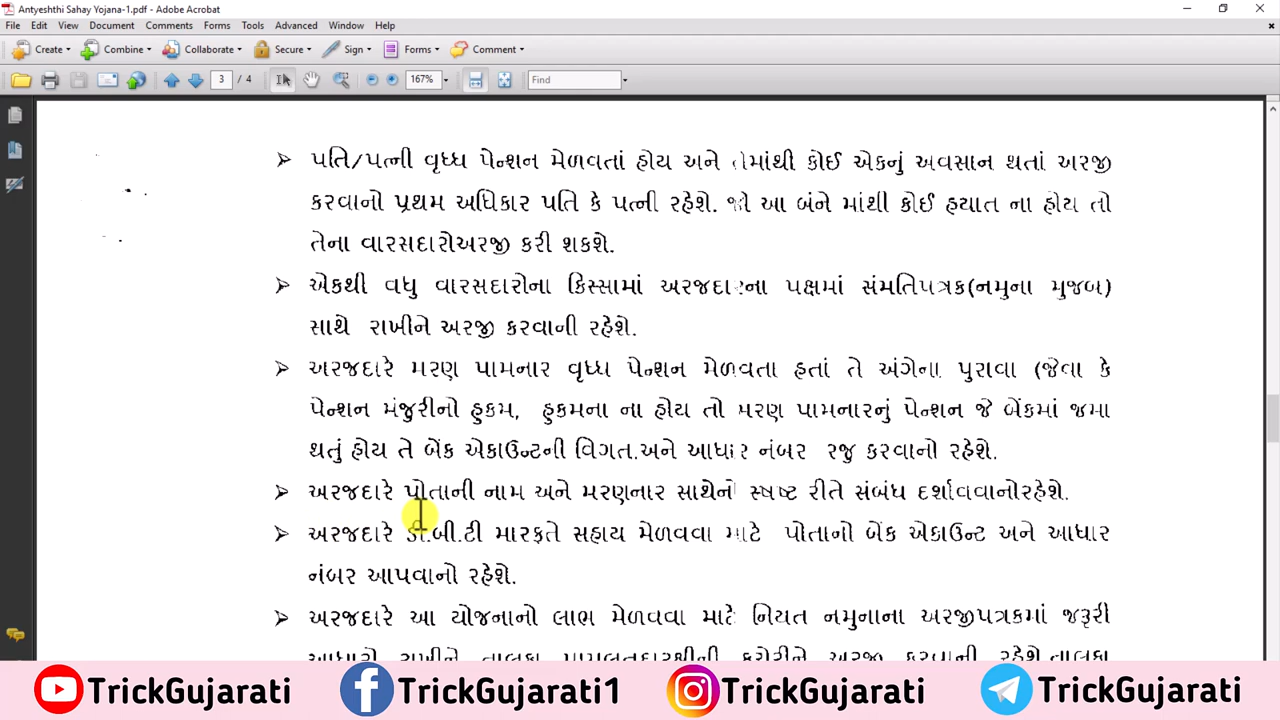 Antyeshthi Sahay Yojana-1.pdf - Adobe Acrobat
File Edit View Document Comments Forms Tools Advanced Window Help
Create Combine Collaborate Secure Sign Forms Comment
3 / 4 167% Find
પતિ/પત્ની વૃધ્ધ પેન્શન મેળવતાં હોય અને તેમાંથી કોઈ એકનું અવસાન થતાં અરજી
કરવાનો પ્રથમ અધિકાર પતિ કે પત્ની રહેશે. જો આ બંને માંથી કોઈ હયાત ના હોય તો
તેના વારસદારોઅરજી કરી શકશે.
એકથી વધુ વારસદારોના કિસ્સામાં અરજદારના પક્ષમાં સંમતિપત્રક(નમુના મુજબ)
સાથે રાખીને અરજી કરવાની રહેશે.
અરજદારે મરણ પામનાર વૃધ્ધ પેન્શન મેળવતા હતાં તે અંગેના પુરાવા (જેવા કે
પેન્શન મંજુરીનો હુકમ, હુકમના ના હોય તો મરણ પામનારનું પેન્શન જે બેંકમાં જમા
થતું હોય તે બેંક એકાઉન્ટની વિગત.અને આધાર નંબર રજુ કરવાનો રહેશે.
અરજદારે પોતાની નામ અને મરણનાર સાથેનો સ્પષ્ટ રીતે સંબંધ દર્શાવવાનોરહેશે.
અરજદારે ડી.બી.ટી મારફતે સહાય મેળવવા માટે પોતાનો બેંક એકાઉન્ટ અને આધાર
નંબર આપવાનો રહેશે.
અરજદારે આ યોજનાનો લાભ મેળવવા માટે નિયત નમુનાના અરજીપત્રકમાં જરૂરી
TrickGujarati TrickGujarati1 TrickGujarati TrickGujarati